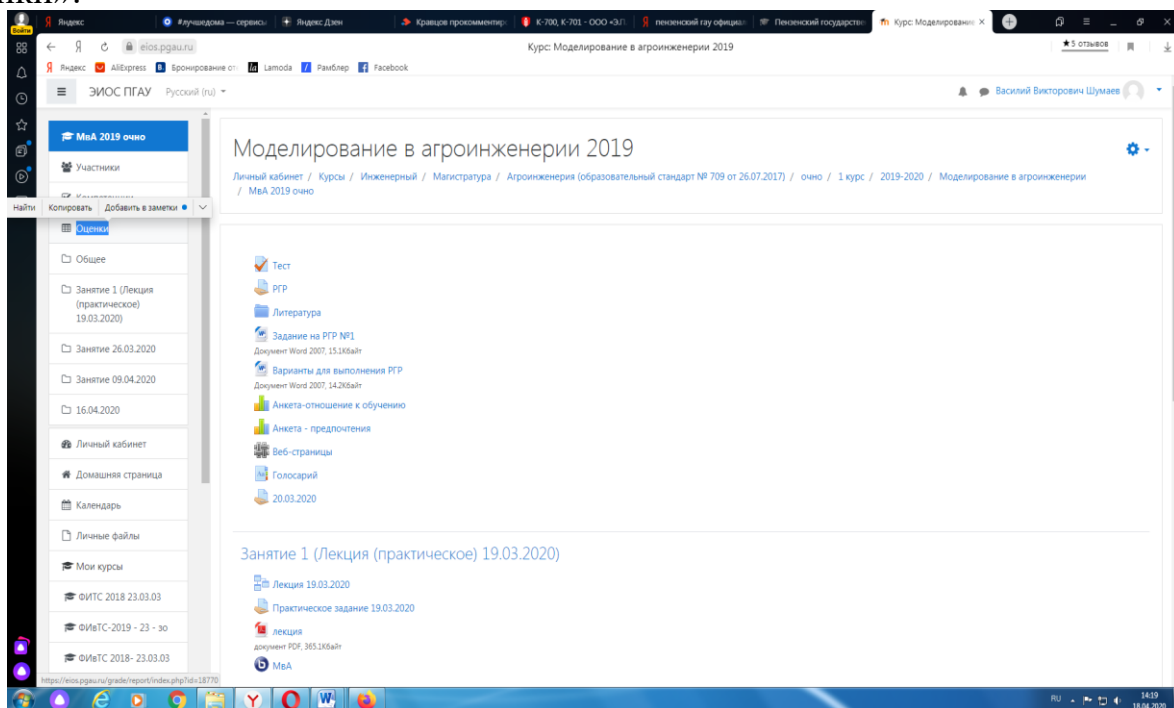 Яндекс
#лучшедома — сервисы
Яндекс Дзен
Кравцов прокомментиро
К-700, К-701 - ООО «З.Г.
пензенский гау официал
Пензенский государстве
Курс: Моделирование
Войти
eios.pgau.ru
Курс: Моделирование в агроинженерии 2019
★5 отзывов
Яндекс
AliExpress
Бронирование от
Lamoda
Рамблер
Facebook
ЭИОС ПГАУ
Русский (ru)
Василий Викторович Шумаев
МвА 2019 очно
Участники
Найти
Копировать
Добавить в заметки
Оценки
Общее
Занятие 1 (Лекция
(практическое)
19.03.2020)
Занятие 26.03.2020
Занятие 09.04.2020
16.04.2020
Личный кабинет
Домашняя страница
Календарь
Личные файлы
Мои курсы
ФИТС 2018 23.03.03
ФИвТС-2019 - 23 - зо
ФИвТС 2018- 23.03.03
https://eios.pgau.ru/grade/report/index.php?id=18770
Моделирование в агроинженерии 2019
Личный кабинет / Курсы / Инженерный / Магистратура / Агроинженерия (образовательный стандарт № 709 от 26.07.2017) / очно / 1 курс / 2019-2020 / Моделирование в агроинженерии
/ МвА 2019 очно
Тест
РГР
Литература
Задание на РГР №1
Документ Word 2007, 15.1Кбайт
Варианты для выполнения РГР
Документ Word 2007, 14.2Кбайт
Анкета-отношение к обучению
Анкета - предпочтения
Веб-страницы
Голосарий
20.03.2020
Занятие 1 (Лекция (практическое) 19.03.2020)
Лекция 19.03.2020
Практическое задание 19.03.2020
лекция
документ PDF, 365.1Кбайт
МвА
RU
14:19
18.04.2020